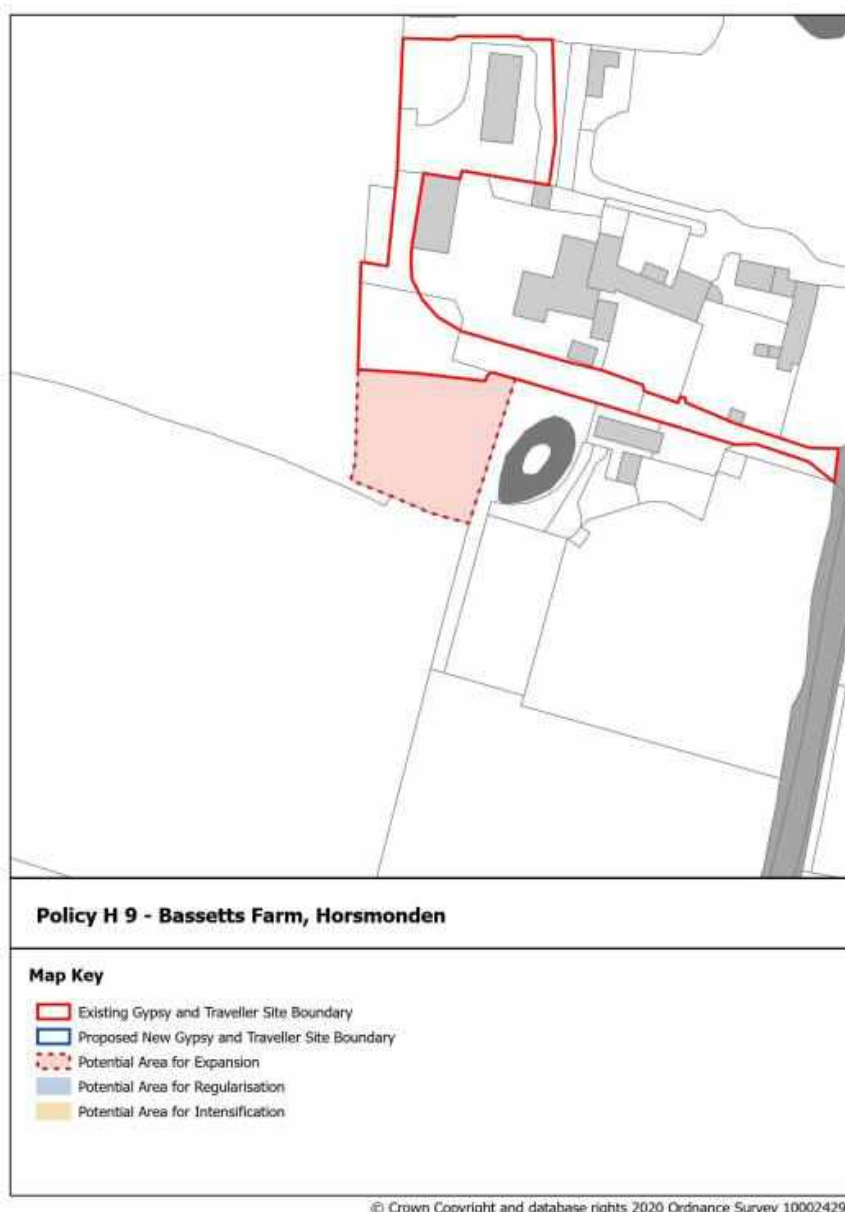 Policy H 9 - Bassetts Farm, Horsmonden
Map Key
Existing Gypsy and Traveller Site Boundary
Proposed New Gypsy and Traveller Site Boundary
Potential Area for Expansion
Potential Area for Regularisation
Potential Area for Intensification
© Crown Copyright and database rights 2020 Ordnance Survey 10002429